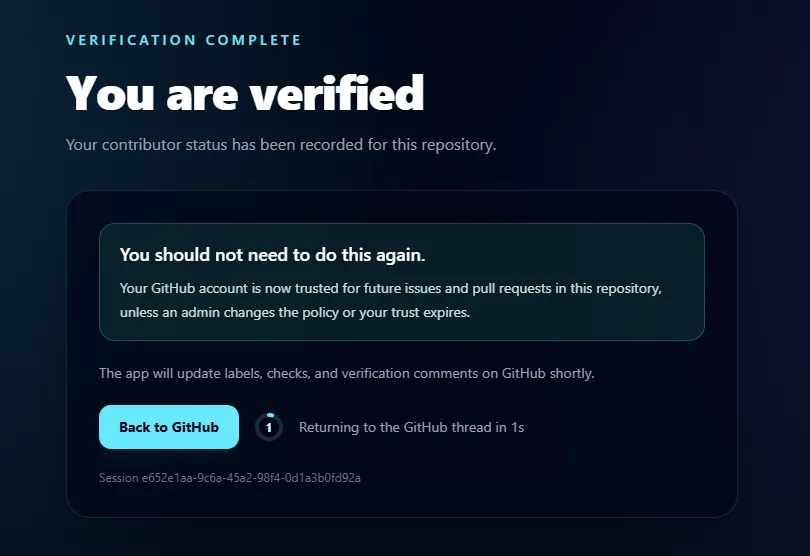 VERIFICATION COMPLETE
You are verified
Your contributor status has been recorded for this repository.
You should not need to do this again.
Your GitHub account is now trusted for future issues and pull requests in this repository,
unless an admin changes the policy or your trust expires.
The app will update labels, checks, and verification comments on GitHub shortly.
Back to GitHub
1
Returning to the GitHub thread in 1s
Session e652e1aa-9c6a-45a2-98f4-0d1a3b0fd92a